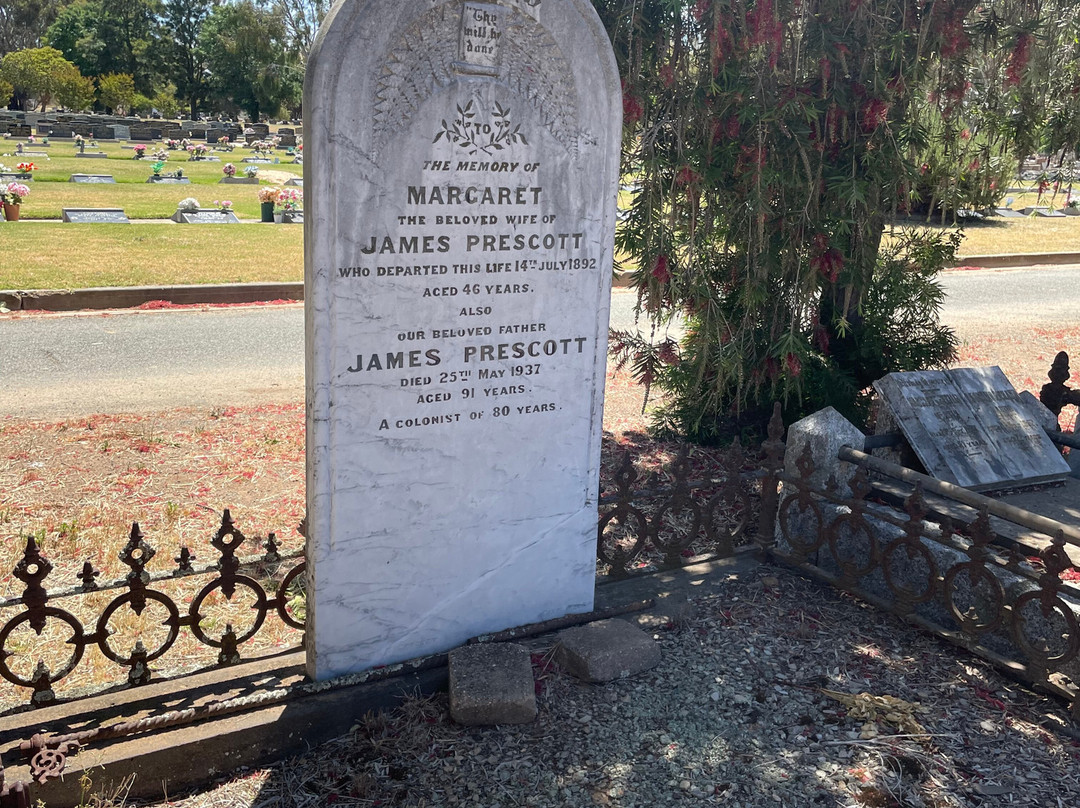 "Thy
will be
done"
TO
THE MEMORY OF
MARGARET
THE BELOVED WIFE OF
JAMES PRESCOTT
WHO DEPARTED THIS LIFE 14TH JULY 1892
AGED 46 YEARS.
ALSO
OUR BELOVED FATHER
JAMES PRESCOTT
DIED 25TH MAY 1937
AGED 91 YEARS.
A COLONIST OF 80 YEARS.